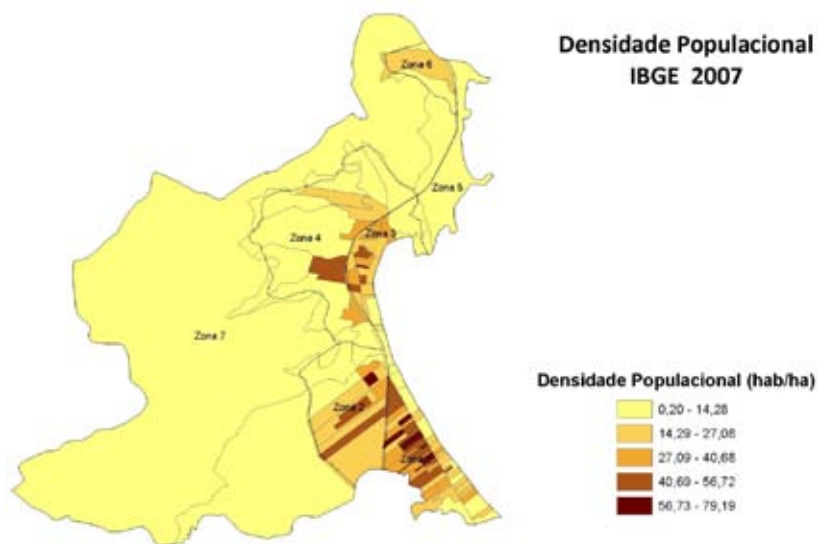 Densidade Populacional
IBGE 2007
Zona 6
Zona 5
Zona 3
Zona 4
Zona 7
Zona 2
Densidade Populacional (hab/ha)
0,20 - 14,28
14,29 - 27,08
27,09 - 40,68
40,69 - 56,72
56,73 - 79,19